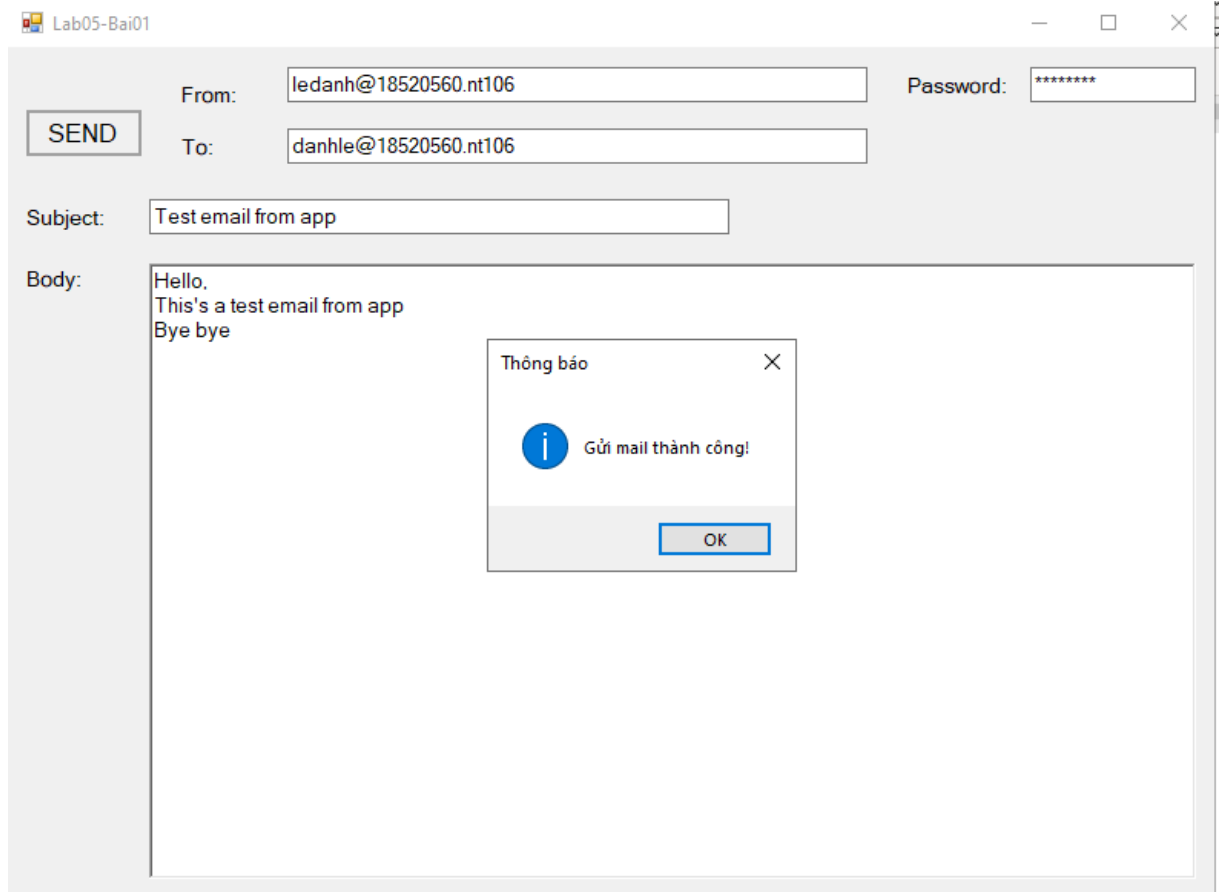 Lab05-Bai01
From:
ledanh@18520560.nt106
Password:
********
SEND
To:
danhle@18520560.nt106
Subject:
Test email from app
Body:
Hello,
This's a test email from app
Bye bye
Thông báo
Gửi mail thành công!
OK